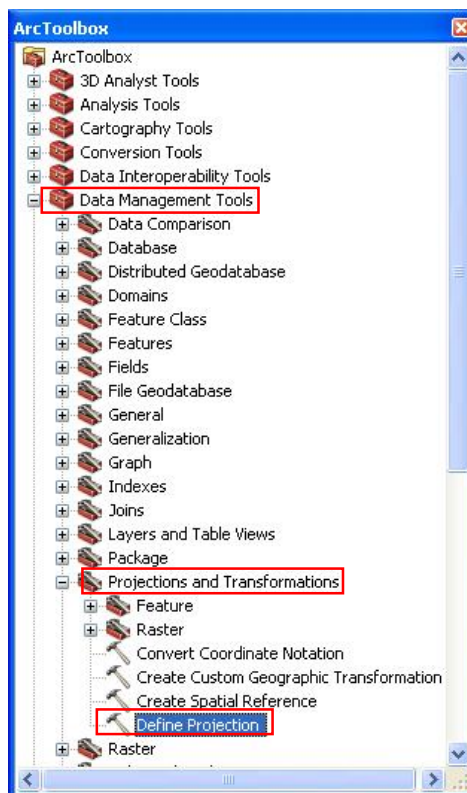 ArcToolbox
ArcToolbox
3D Analyst Tools
Analysis Tools
Cartography Tools
Conversion Tools
Data Interoperability Tools
Data Management Tools
Data Comparison
Database
Distributed Geodatabase
Domains
Feature Class
Features
Fields
File Geodatabase
General
Generalization
Graph
Indexes
Joins
Layers and Table Views
Package
Projections and Transformations
Feature
Raster
Convert Coordinate Notation
Create Custom Geographic Transformation
Create Spatial Reference
Define Projection
Raster